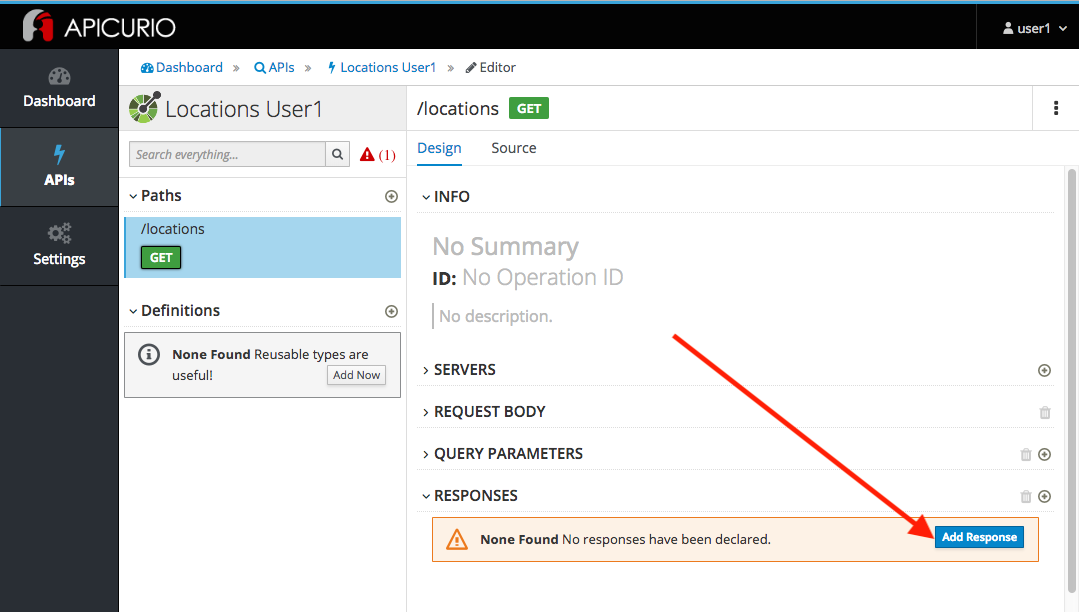 APICURIO
user1
Dashboard
APIs
Settings
Dashboard » APIs » Locations User1 » Editor
Locations User1
Search everything...
(1)
Paths
/locations
GET
Definitions
None Found Reusable types are
useful!
Add Now
/locations GET
Design Source
INFO
No Summary
ID: No Operation ID
No description.
SERVERS
REQUEST BODY
QUERY PARAMETERS
RESPONSES
None Found No responses have been declared.
Add Response